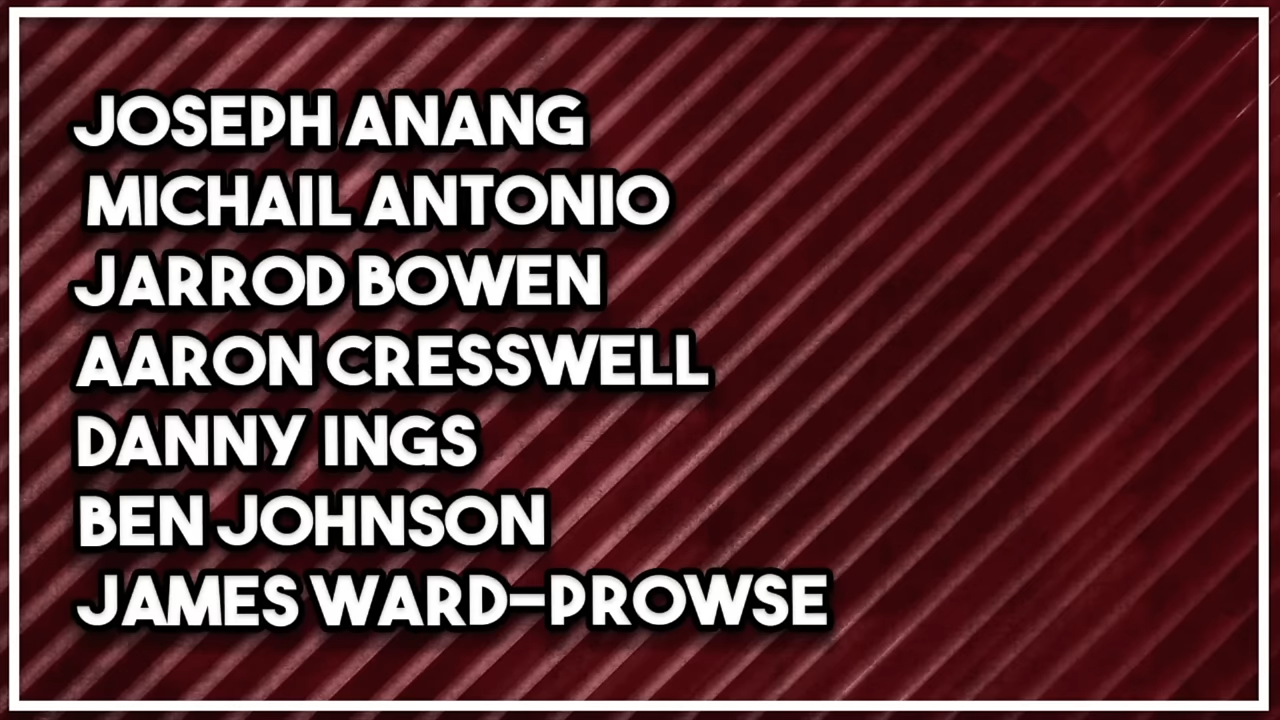 JOSEPH ANANG
MICHAIL ANTONIO
JARROD BOWEN
AARON CRESSWELL
DANNY INGS
BEN JOHNSON
JAMES WARD-PROWSE